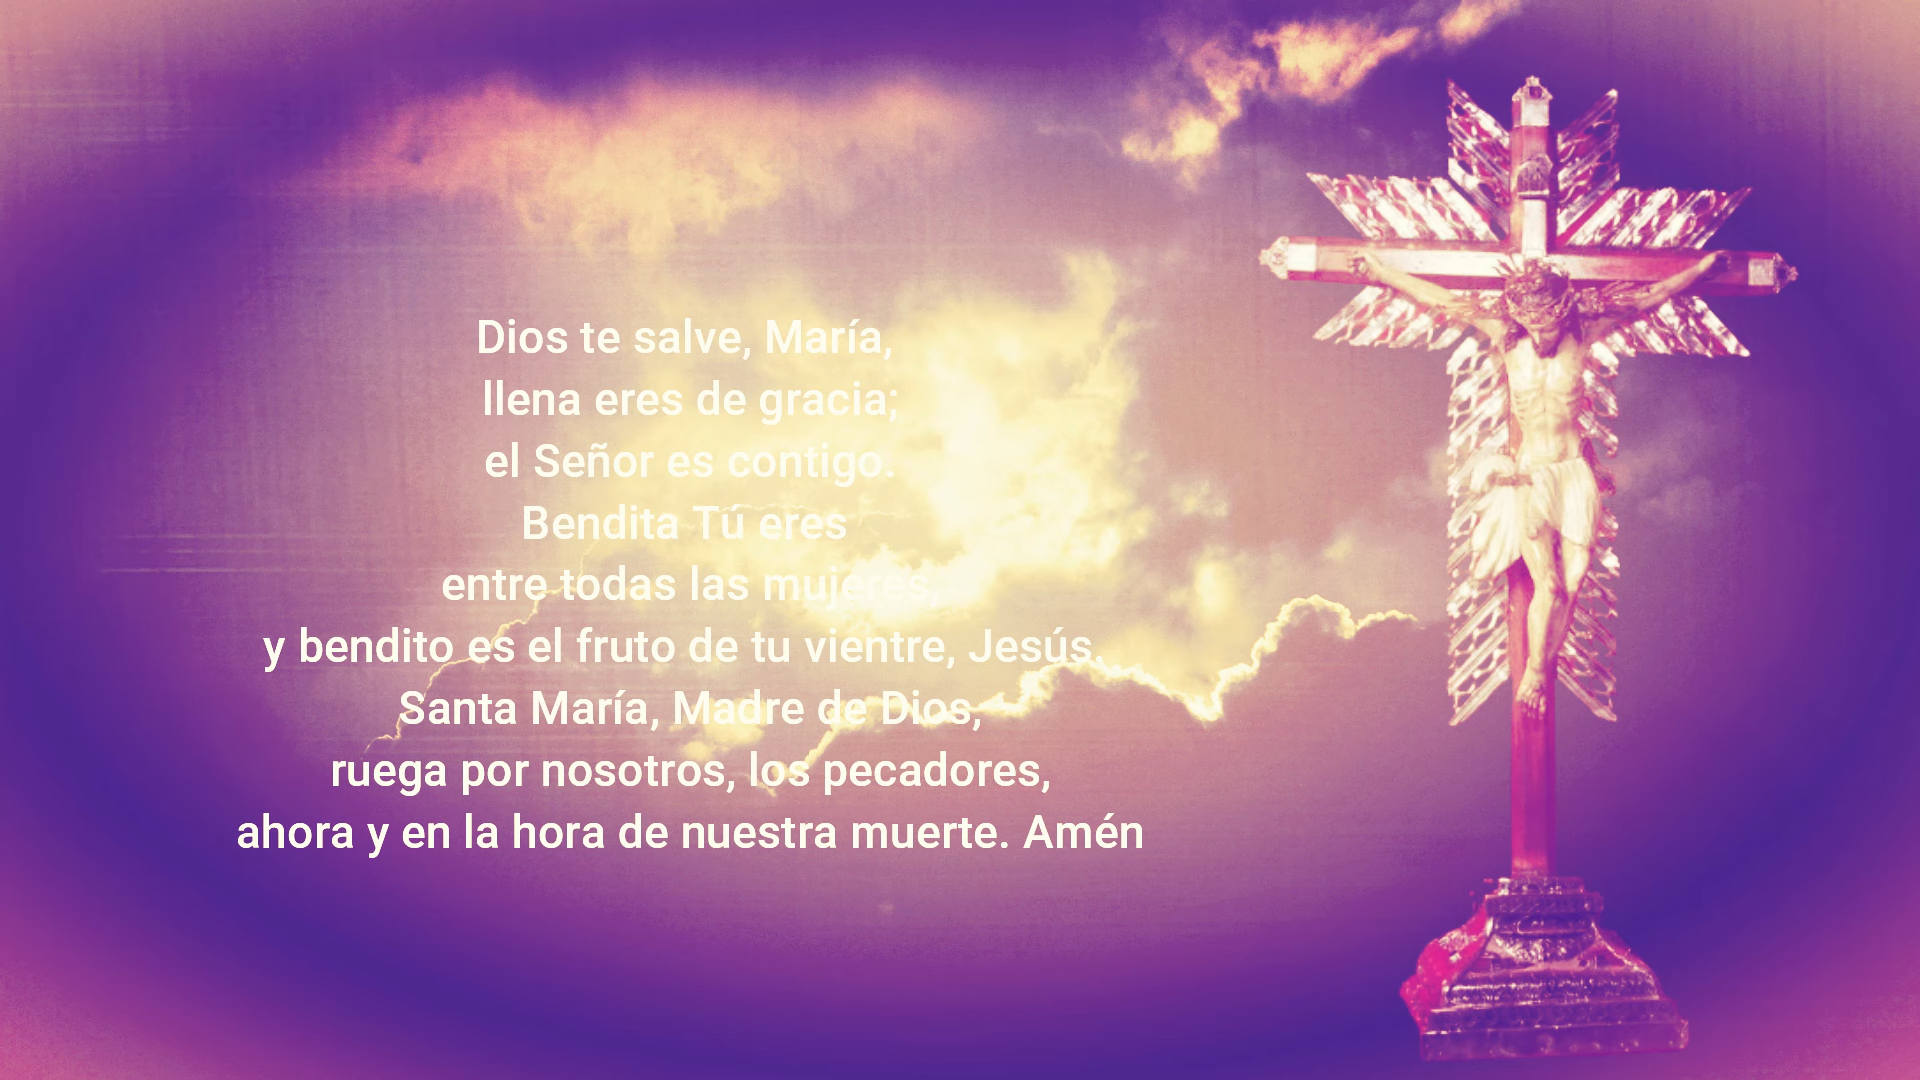 Dios te salve, María,
llena eres de gracia;
el Señor es contigo.
Bendita Tú eres
entre todas las mujeres,
y bendito es el fruto de tu vientre, Jesús.
Santa María, Madre de Dios,
ruega por nosotros, los pecadores,
ahora y en la hora de nuestra muerte. Amén